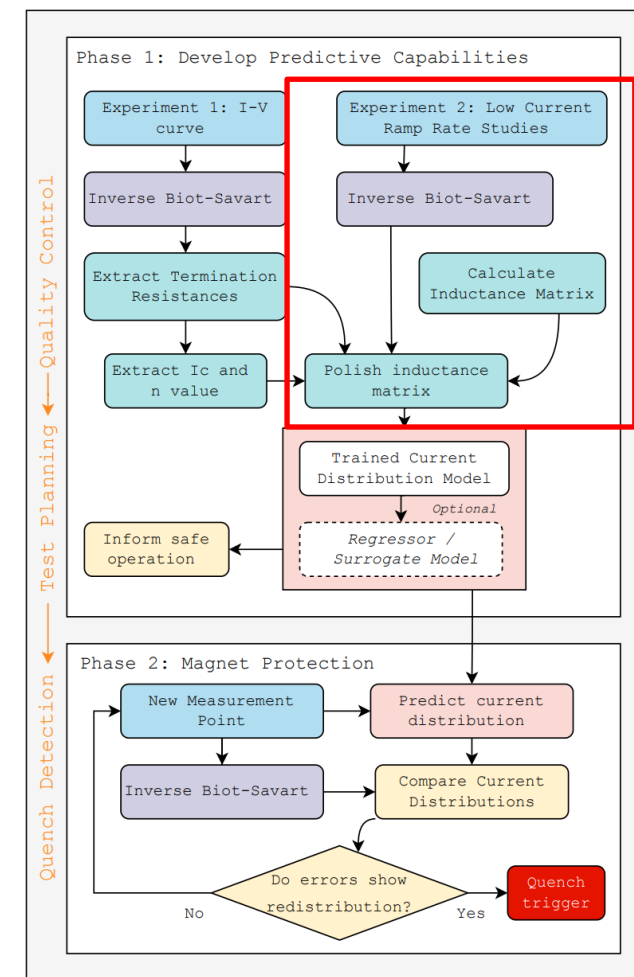 Phase 1: Develop Predictive Capabilities
Experiment 1: I-V
curve
Experiment 2: Low Current
Ramp Rate Studies
Inverse Biot-Savart
Inverse Biot-Savart
Extract Termination
Resistances
Calculate
Inductance Matrix
Extract Ic and
n value
Polish inductance
matrix
Trained Current
Distribution Model
Optional
Regressor /
Surrogate Model
Inform safe
operation
Phase 2: Magnet Protection
New Measurement
Point
Predict current
distribution
Inverse Biot-Savart
Compare Current
Distributions
Do errors show
redistribution?
No
Yes
Quench
trigger
Quality Control
Test Planning
Quench Detection